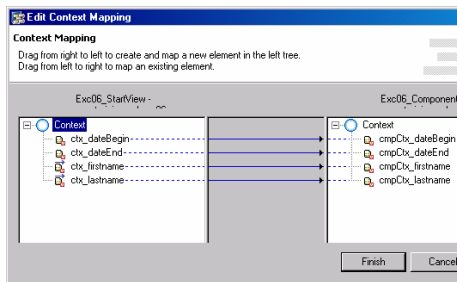 Edit Context Mapping
Context Mapping
Drag from right to left to create and map a new element in the left tree.
Drag from left to right to map an existing element.
Exc06_StartView -
Exc06_Component
Context
ctx_dateBegin
ctx_dateEnd
ctx_firstname
ctx_lastname
Context
cmpCtx_dateBegin
cmpCtx_dateEnd
cmpCtx_firstname
cmpCtx_lastname
Finish
Cancel